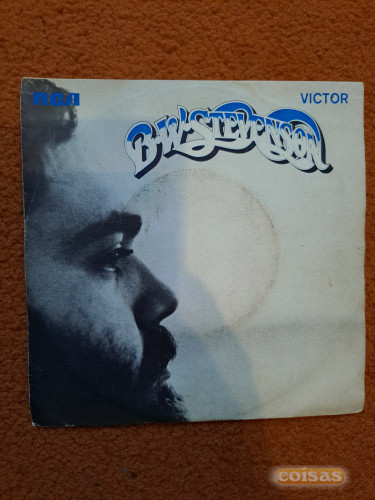 RCA
VICTOR
B.W. STEVENSON
coisas